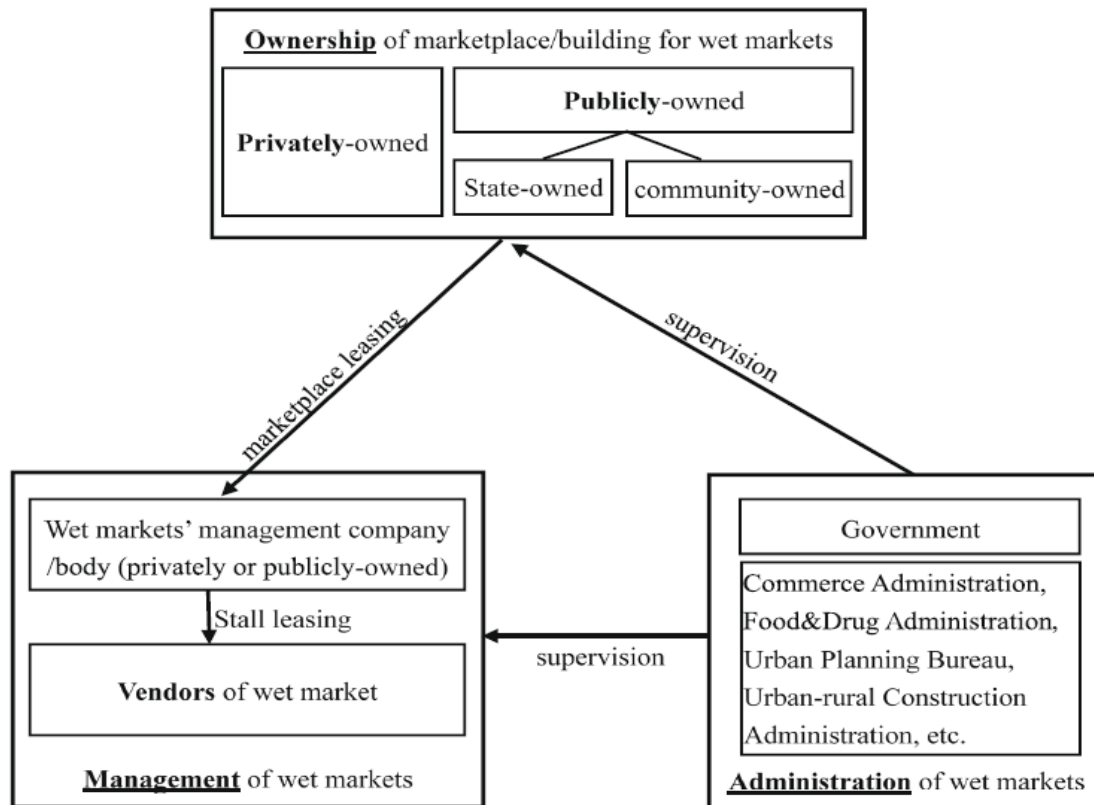 Ownership of marketplace/building for wet markets
Privately-owned
Publicly-owned
State-owned
community-owned
marketplace leasing
supervision
Wet markets’ management company
/body (privately or publicly-owned)
Stall leasing
Vendors of wet market
Management of wet markets
supervision
Government
Commerce Administration,
Food&Drug Administration,
Urban Planning Bureau,
Urban-rural Construction
Administration, etc.
Administration of wet markets